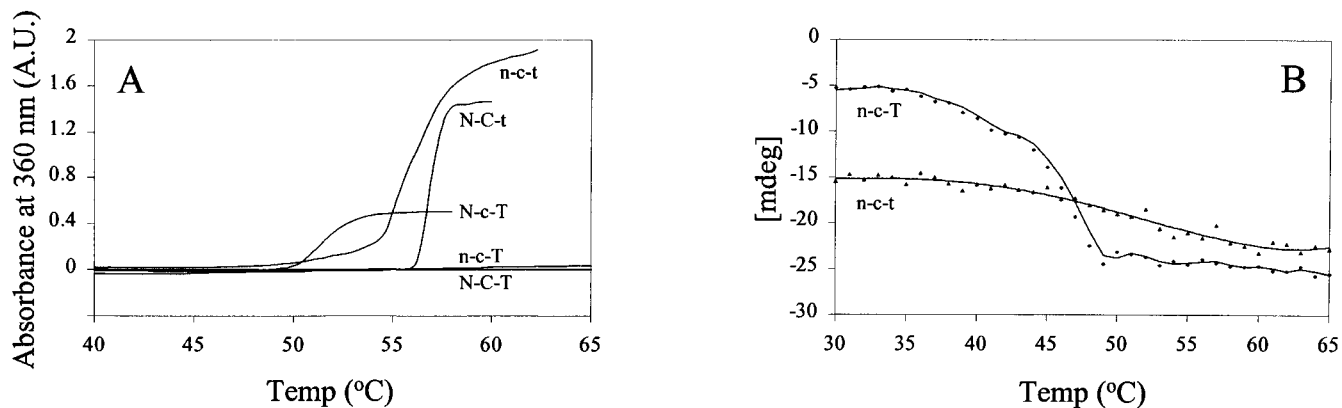 A
Absorbance at 360 nm (A.U.)
2
1.6
1.2
0.8
0.4
0
n-c-t
N-C-t
N-c-T
n-c-T
N-C-T
40 45 50 55 60 65
Temp (°C)
B
[mdeg]
0
-5
-10
-15
-20
-25
-30
n-c-T
n-c-t
30 35 40 45 50 55 60 65
Temp (°C)